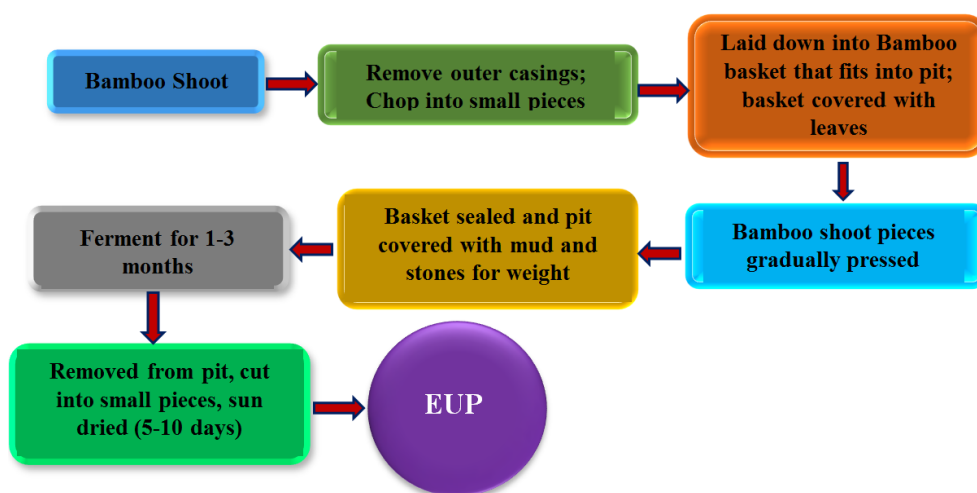 Bamboo Shoot
Remove outer casings;
Chop into small pieces
Laid down into Bamboo
basket that fits into pit;
basket covered with
leaves
Bamboo shoot pieces
gradually pressed
Basket sealed and pit
covered with mud and
stones for weight
Ferment for 1-3
months
Removed from pit, cut
into small pieces, sun
dried (5-10 days)
EUP